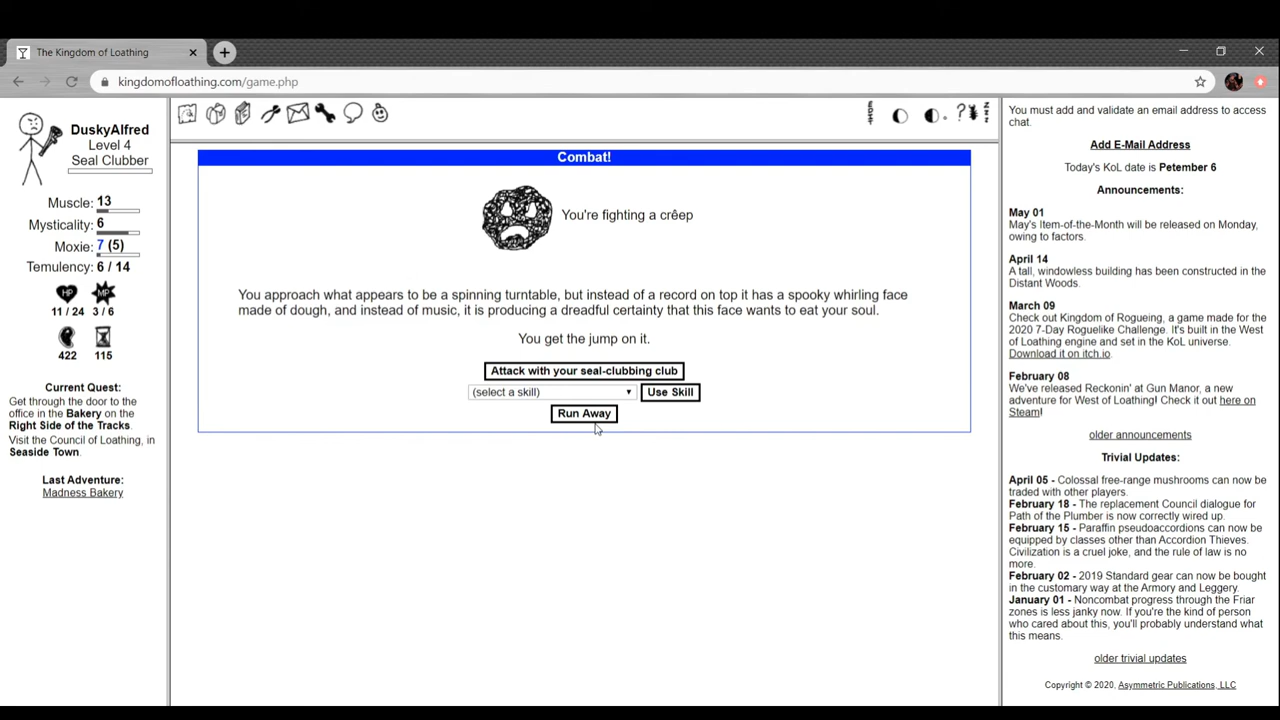 The Kingdom of Loathing
kingdomofloathing.com/game.php
DuskyAlfred
Level 4
Seal Clubber
Muscle: 13
Mysticality: 6
Moxie: 7 (5)
Temulency: 6 / 14
HP
MP
11 / 24
3 / 6
422
115
Current Quest:
Get through the door to the
office in the Bakery on the
Right Side of the Tracks.
Visit the Council of Loathing, in
Seaside Town.
Last Adventure:
Madness Bakery
Combat!
You're fighting a crêep
You approach what appears to be a spinning turntable, but instead of a record on top it has a spooky whirling face
made of dough, and instead of music, it is producing a dreadful certainty that this face wants to eat your soul.
You get the jump on it.
Attack with your seal-clubbing club
(select a skill)
Use Skill
Run Away
You must add and validate an email address to access
chat.
Add E-Mail Address
Today's KoL date is Petember 6
Announcements:
May 01
May's Item-of-the-Month will be released on Monday,
owing to factors.
April 14
A tall, windowless building has been constructed in the
Distant Woods.
March 09
Check out Kingdom of Rogueing, a game made for the
2020 7-Day Roguelike Challenge. It's built in the West
of Loathing engine and set in the KoL universe.
Download it on itch.io.
February 08
We've released Reckonin' at Gun Manor, a new
adventure for West of Loathing! Check it out here on
Steam!
older announcements
Trivial Updates:
April 05 - Colossal free-range mushrooms can now be
traded with other players.
February 18 - The replacement Council dialogue for
Path of the Plumber is now correctly wired up.
February 15 - Paraffin pseudoaccordions can now be
equipped by classes other than Accordion Thieves.
Civilization is a cruel joke, and the rule of law is no
more.
February 02 - 2019 Standard gear can now be bought
in the customary way at the Armory and Leggery.
January 01 - Noncombat progress through the Friar
zones is less janky now. If you're the kind of person
who cared about this, you'll probably understand what
this means.
older trivial updates
Copyright © 2020, Asymmetric Publications, LLC